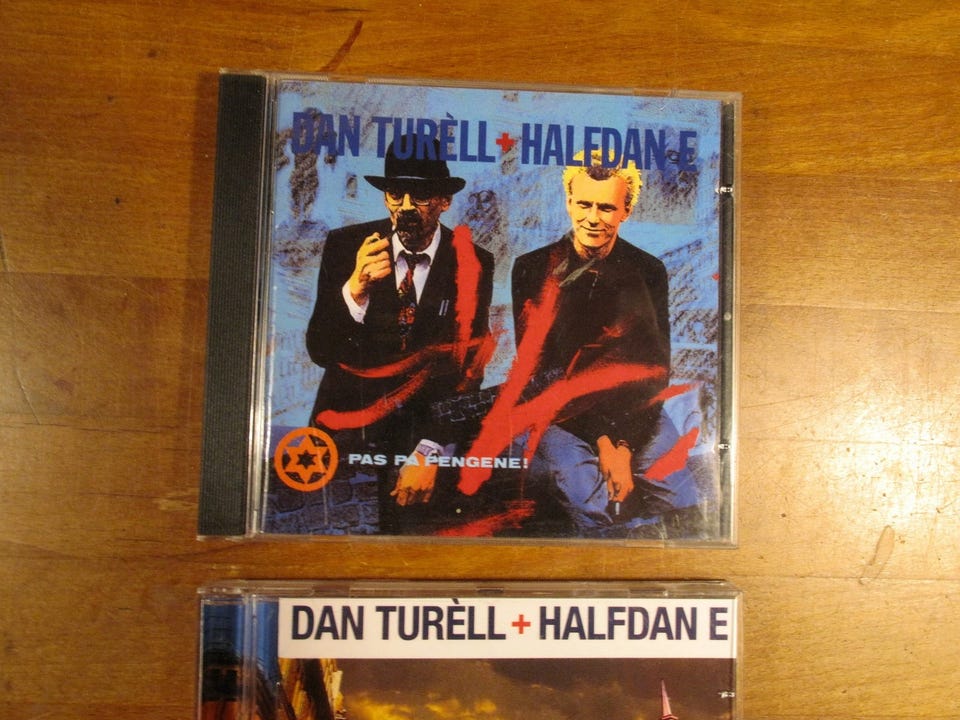 DAN TURÈLL + HALFDAN E
PAS PÅ PENGENE!
DAN TURÈLL + HALFDAN E